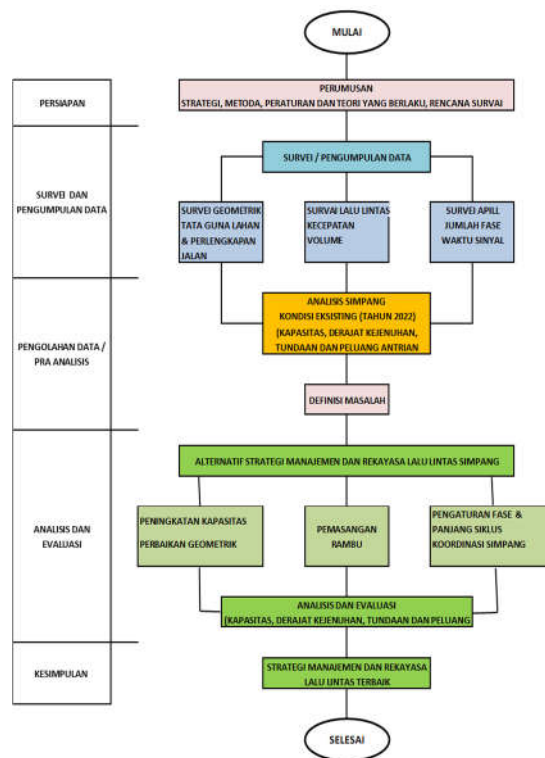 MULAI
PERSIAPAN
PERUMUSAN
STRATEGI, METODA, PERATURAN DAN TEORI YANG BERLAKU, RENCANA SURVAI
SURVEI DAN
PENGUMPULAN DATA
SURVEI / PENGUMPULAN DATA
SURVEI GEOMETRIK
TATA GUNA LAHAN
& PERLENGKAPAN
JALAN
SURVAI LALU LINTAS
KECEPATAN
VOLUME
SURVEI APILL
JUMLAH FASE
WAKTU SINYAL
PENGOLAHAN DATA /
PRA ANALISIS
ANALISIS SIMPANG
KONDISI EKSISTING (TAHUN 2022)
(KAPASITAS, DERAJAT KEJENUHAN,
TUNDAAN DAN PELUANG ANTRIAN
DEFINISI MASALAH
ANALISIS DAN
EVALUASI
ALTERNATIF STRATEGI MANAJEMEN DAN REKAYASA LALU LINTAS SIMPANG
PENINGKATAN KAPASITAS
PERBAIKAN GEOMETRIK
PEMASANGAN
RAMBU
PENGATURAN FASE &
PANJANG SIKLUS
KOORDINASI SIMPANG
ANALISIS DAN EVALUASI
(KAPASITAS, DERAJAT KEJENUHAN, TUNDAAN DAN PELUANG
KESIMPULAN
STRATEGI MANAJEMEN DAN REKAYASA
LALU LINTAS TERBAIK
SELESAI